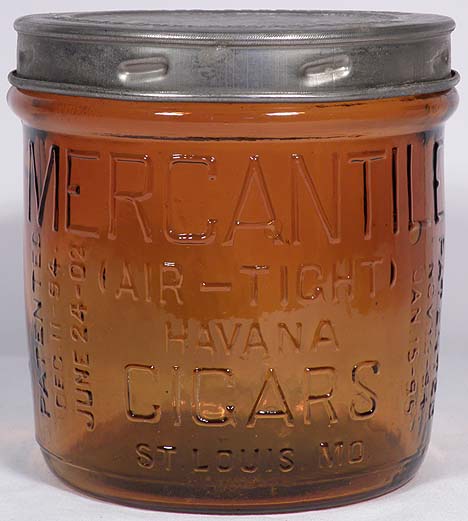 MERCANTILE
(AIR-TIGHT)
HAVANA
CIGARS
ST LOUIS. MO
PATENTED
DEC 11-94
JUNE 24-02